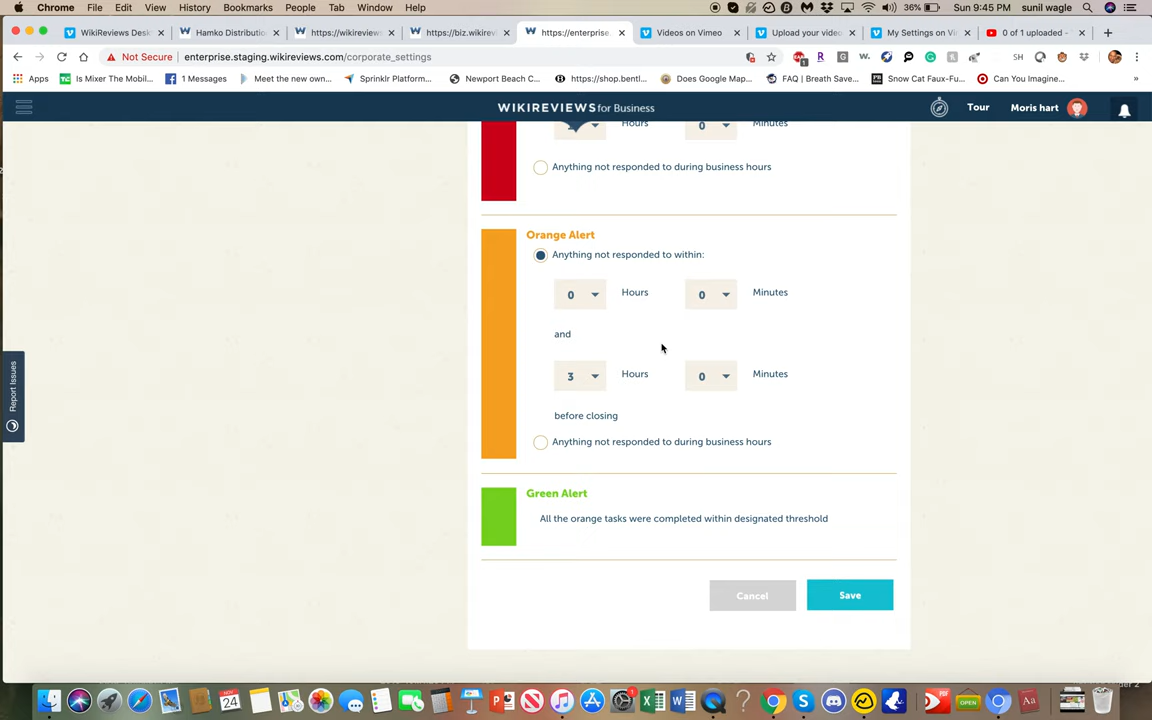 Chrome File Edit View History Bookmarks People Tab Window Help 36% Sun 9:45 PM sunil wagle
WikiReviews Desk Hamko Distributio https://wikireviews https://biz.wikirevi https://enterprise. Videos on Vimeo Upload your video My Settings on Vi 0 of 1 uploaded -
Not Secure enterprise.staging.wikireviews.com/corporate_settings
Apps Is Mixer The Mobil... 1 Messages Meet the new own... Sprinklr Platform... Newport Beach C... https://shop.bentl... Does Google Map... FAQ | Breath Save... Snow Cat Faux-Fu... Can You Imagine... »
WIKIREVIEWS for Business Tour Moris hart
Hours 0 Minutes
Anything not responded to during business hours
Orange Alert
Anything not responded to within:
0 Hours 0 Minutes
and
3 Hours 0 Minutes
before closing
Anything not responded to during business hours
Green Alert
All the orange tasks were completed within designated threshold
Cancel Save
Report Issues